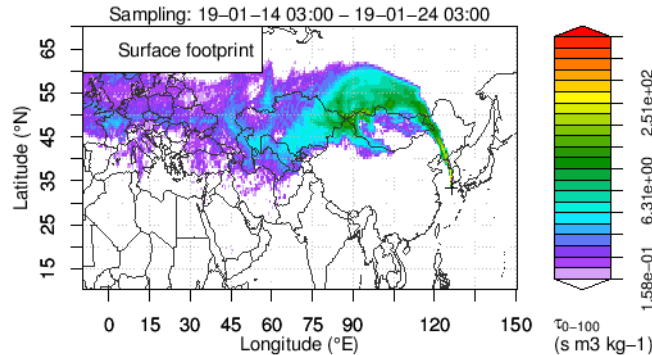 Sampling: 19-01-14 03:00 – 19-01-24 03:00
Surface footprint
Latitude (°N)
65
55
45
35
25
15
0 15 30 45 60 75 90 120 150
Longitude (°E)
2.51e+02
6.31e+00
1.58e-01
τ0-100
(s m3 kg-1)